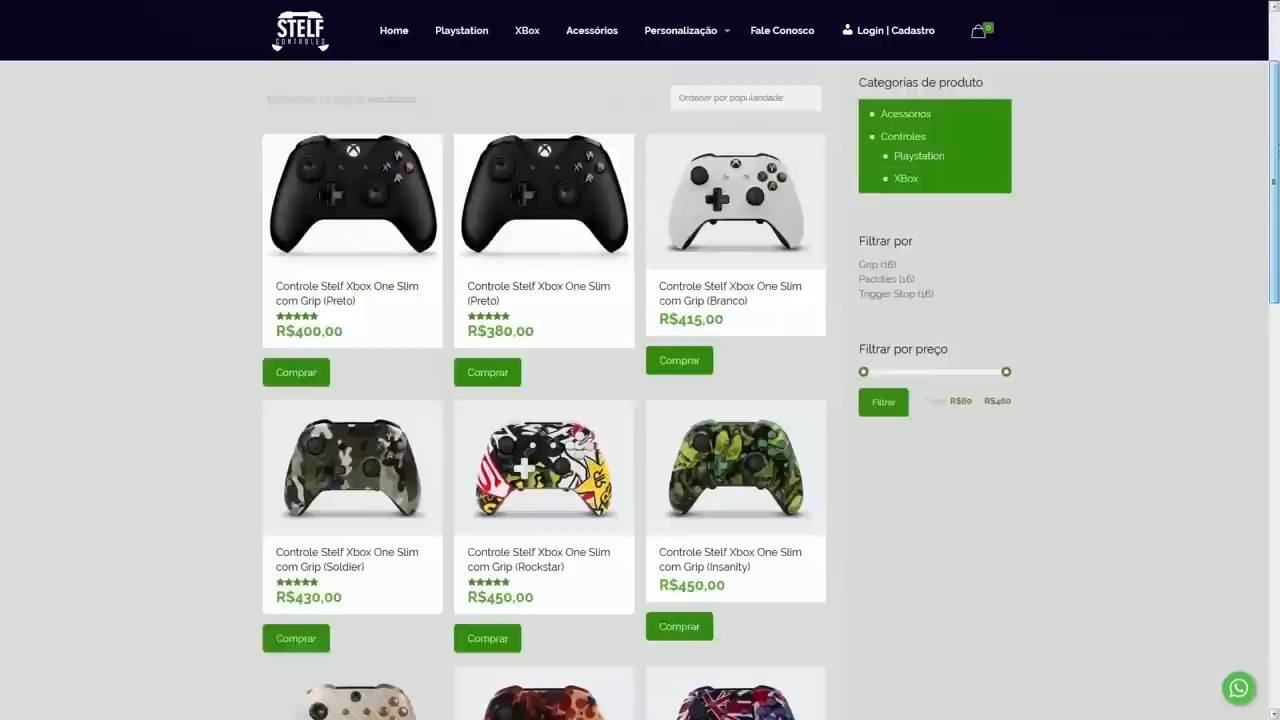 STELF
CONTROLES
Home
Playstation
XBox
Acessórios
Personalização
Fale Conosco
Login | Cadastro
0
Ordenar por popularidade
Categorias de produto
Acessórios
Controles
Playstation
XBox
Filtrar por
Grip (16)
Paddles (16)
Trigger Stop (16)
Filtrar por preço
Filtrar
R$60
R$460
Controle Stelf Xbox One Slim
com Grip (Preto)
R$400,00
Comprar
Controle Stelf Xbox One Slim
(Preto)
R$380,00
Comprar
Controle Stelf Xbox One Slim
com Grip (Branco)
R$415,00
Comprar
Controle Stelf Xbox One Slim
com Grip (Soldier)
R$430,00
Comprar
Controle Stelf Xbox One Slim
com Grip (Rockstar)
R$450,00
Comprar
Controle Stelf Xbox One Slim
com Grip (Insanity)
R$450,00
Comprar